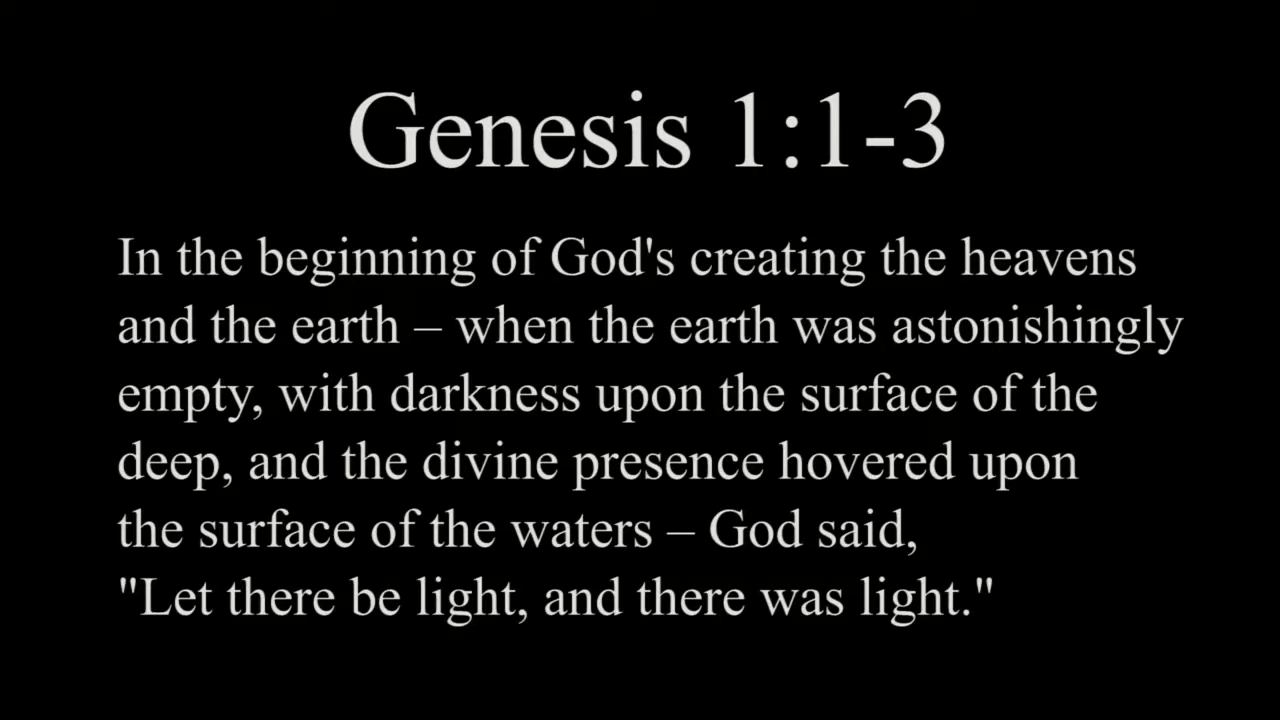 Genesis 1:1-3
In the beginning of God's creating the heavens
and the earth – when the earth was astonishingly
empty, with darkness upon the surface of the
deep, and the divine presence hovered upon
the surface of the waters – God said,
"Let there be light, and there was light."